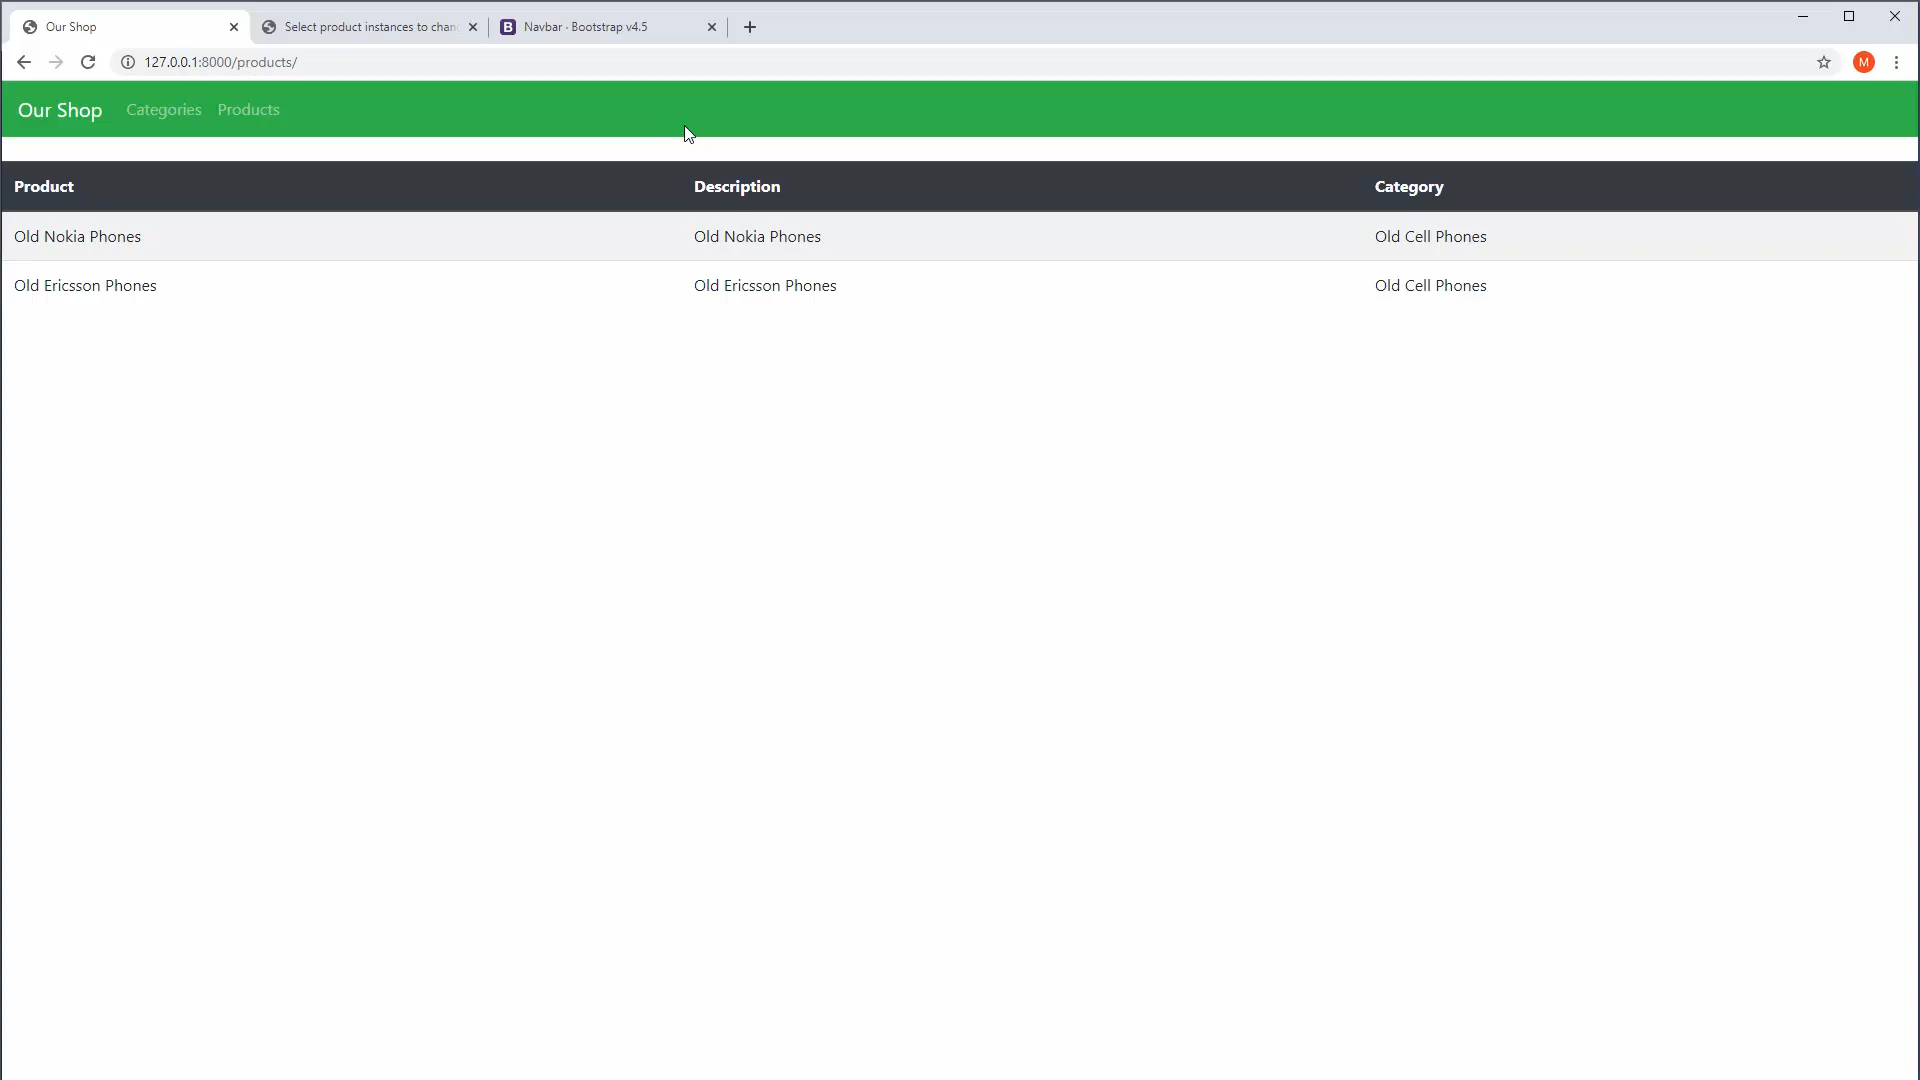 Our Shop
Select product instances to chan
B Navbar · Bootstrap v4.5
127.0.0.1:8000/products/
M
Our Shop Categories Products
Product Description Category
Old Nokia Phones Old Nokia Phones Old Cell Phones
Old Ericsson Phones Old Ericsson Phones Old Cell Phones